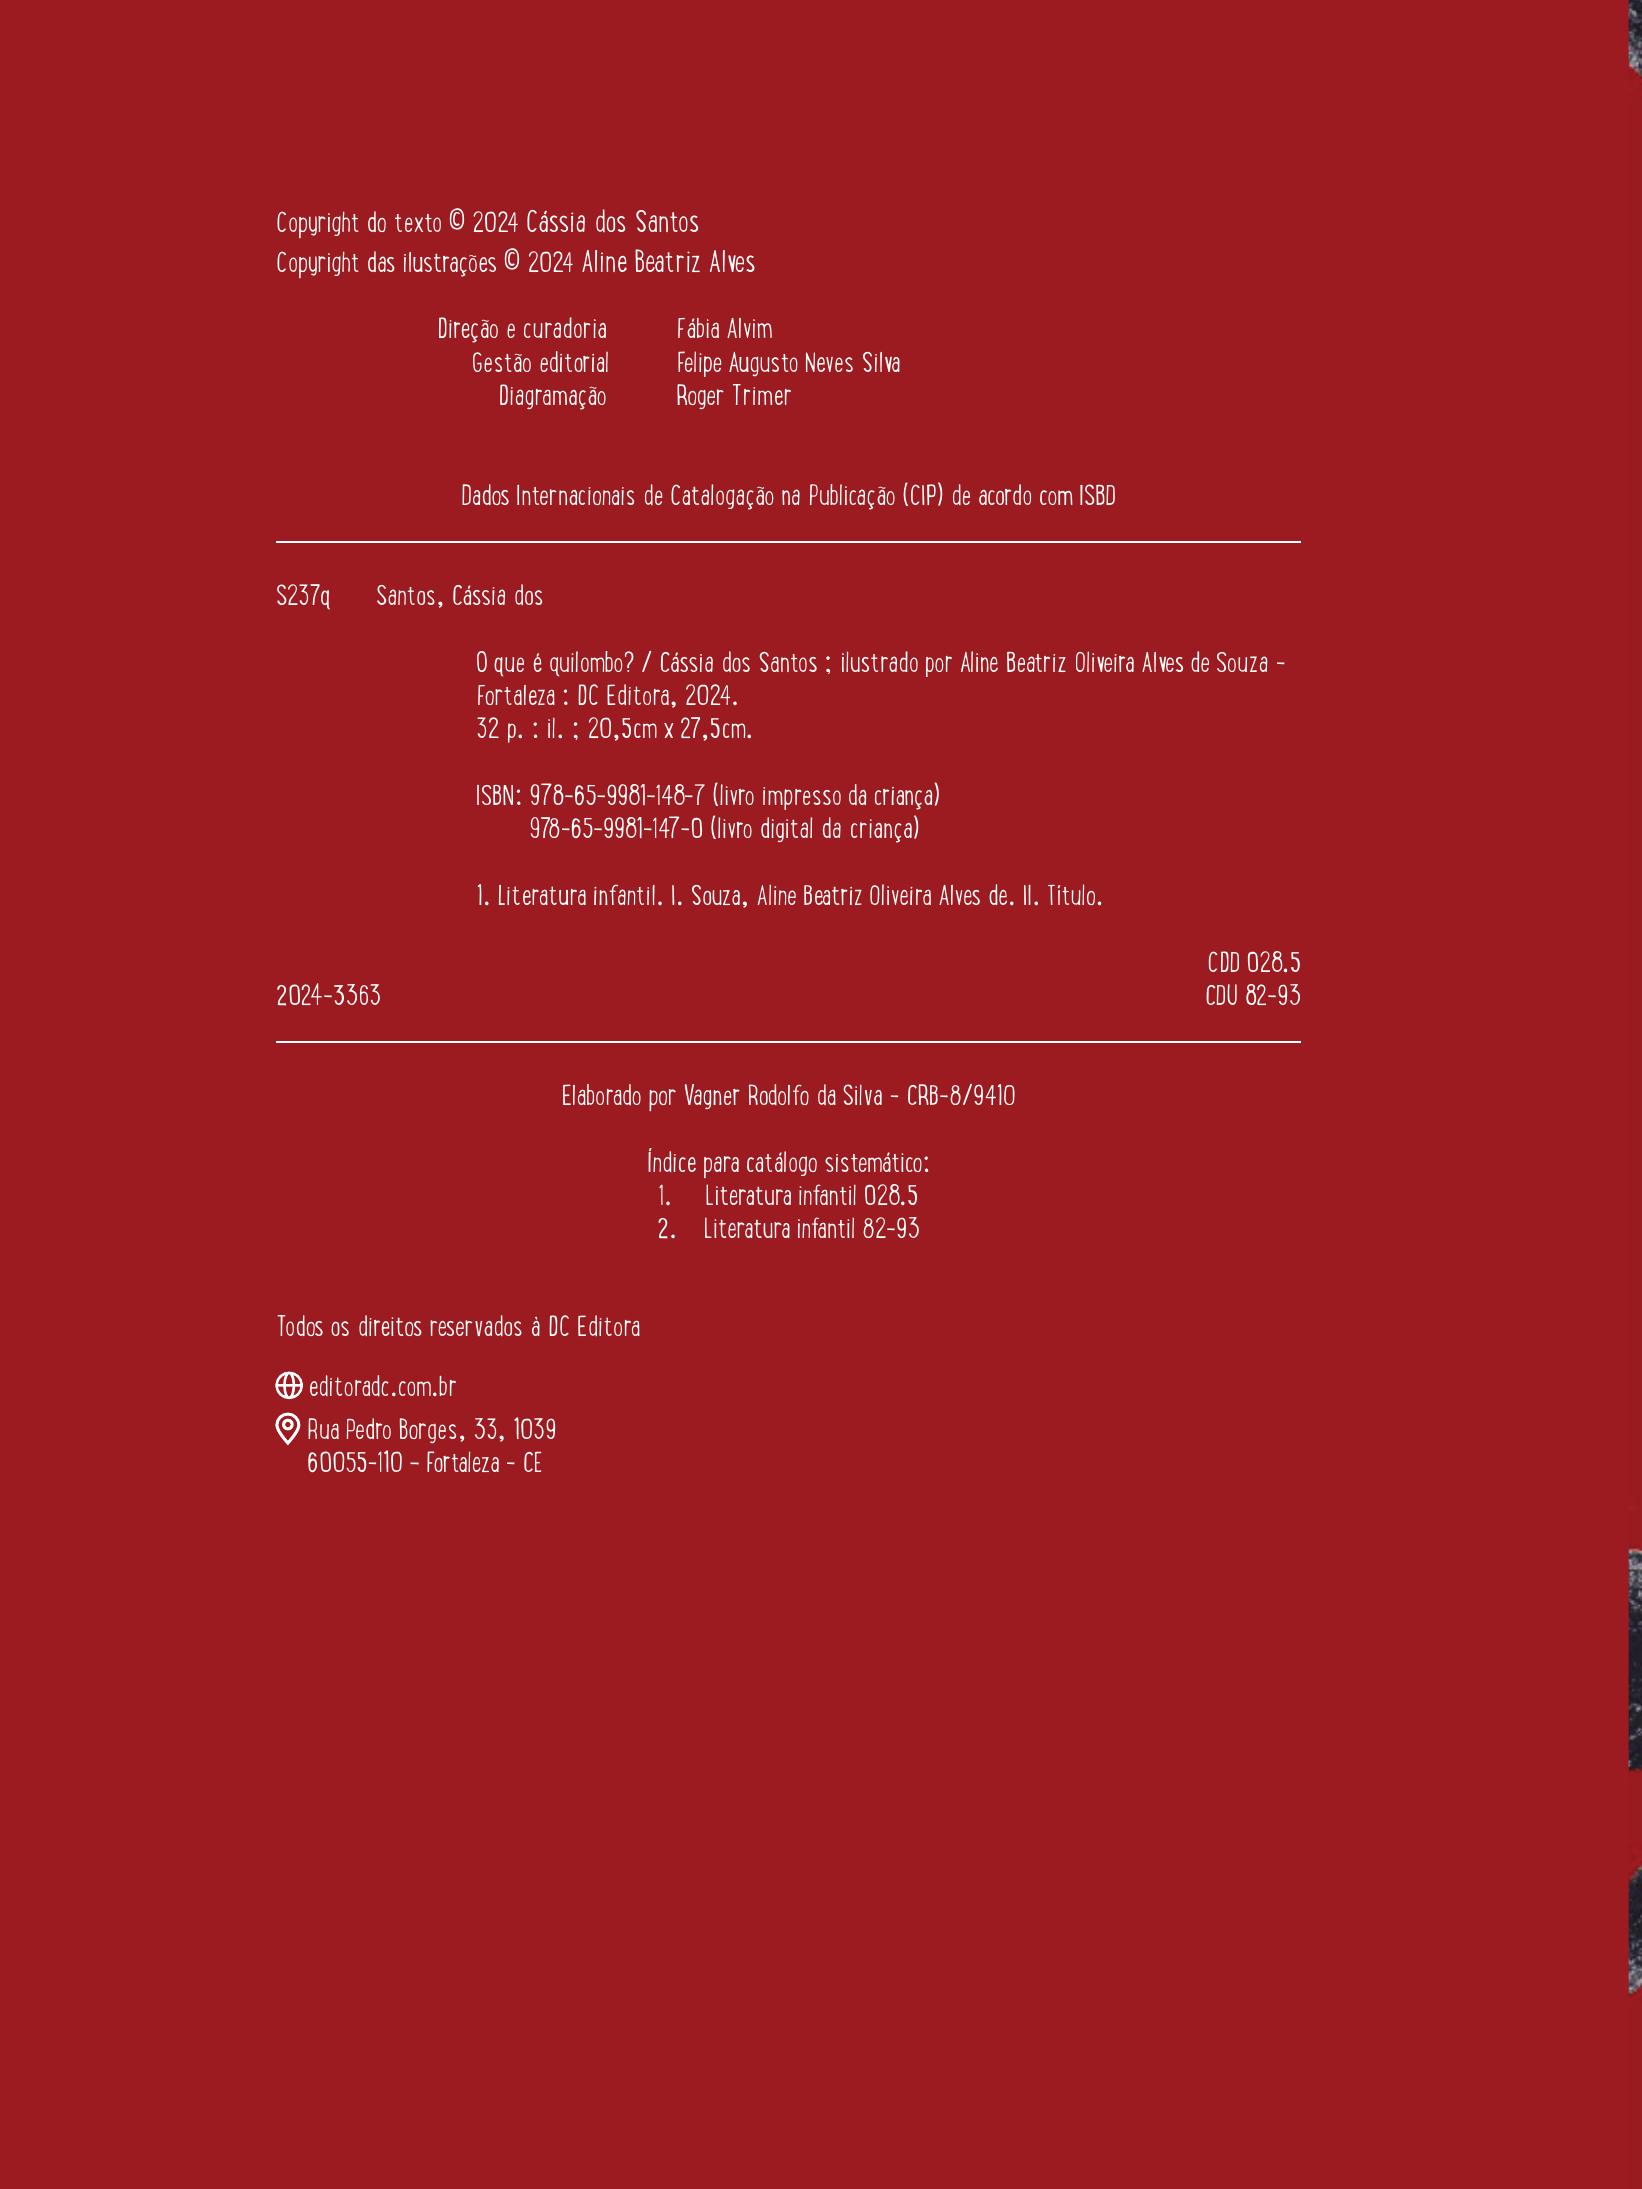 Copyright do texto © 2024 Cássia dos Santos
Copyright das ilustrações © 2024 Aline Beatriz Alves
Direção e curadoria Fábia Alvim
Gestão editorial Felipe Augusto Neves Silva
Diagramação Roger Trimer
Dados Internacionais de Catalogação na Publicação (CIP) de acordo com ISBD
S237q Santos, Cássia dos
O que é quilombo? / Cássia dos Santos ; ilustrado por Aline Beatriz Oliveira Alves de Souza -
Fortaleza : DC Editora, 2024.
32 p. : il. ; 20,5cm x 27,5cm.
ISBN: 978-65-9981-148-7 (livro impresso da criança)
978-65-9981-147-0 (livro digital da criança)
1. Literatura infantil. I. Souza, Aline Beatriz Oliveira Alves de. II. Título.
CDD 028.5
2024-3363 CDU 82-93
Elaborado por Vagner Rodolfo da Silva - CRB-8/9410
Índice para catálogo sistemático:
1. Literatura infantil 028.5
2. Literatura infantil 82-93
Todos os direitos reservados à DC Editora
editoradc.com.br
Rua Pedro Borges, 33, 1039
60055-110 - Fortaleza - CE